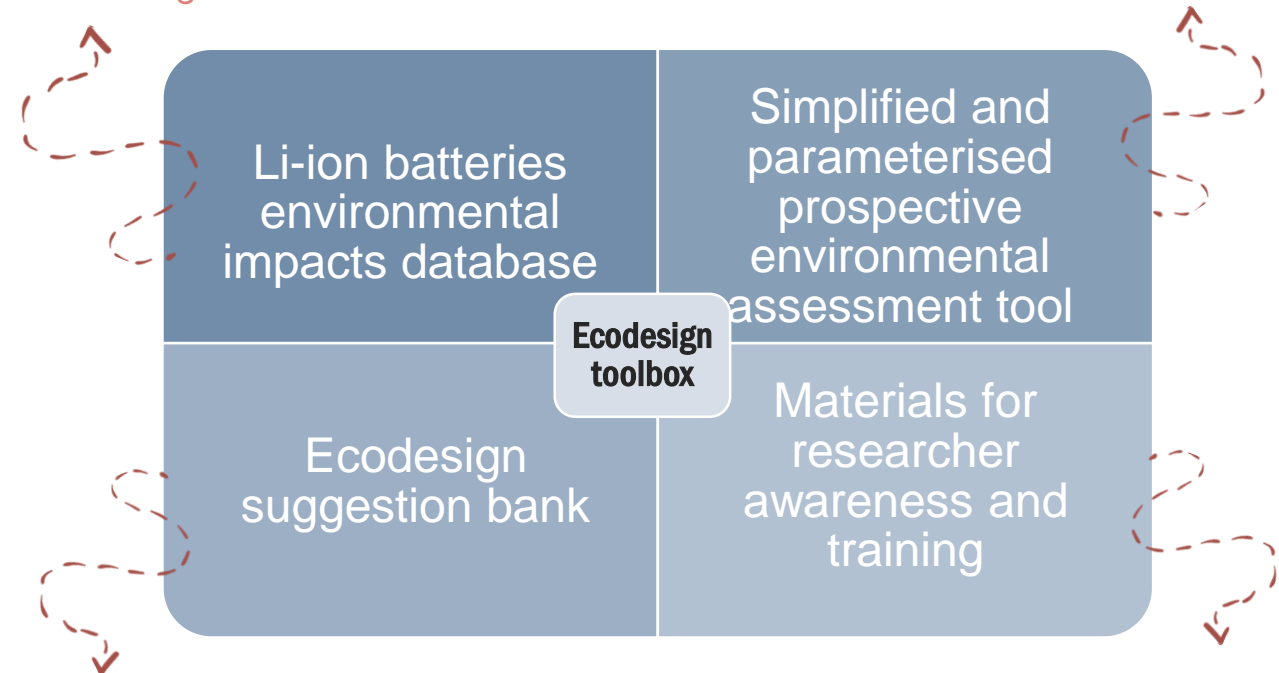 Li-ion batteries
environmental
impacts database
Simplified and
parameterised
prospective
environmental
assessment tool
Ecodesign
toolbox
Ecodesign
suggestion bank
Materials for
researcher
awareness and
training